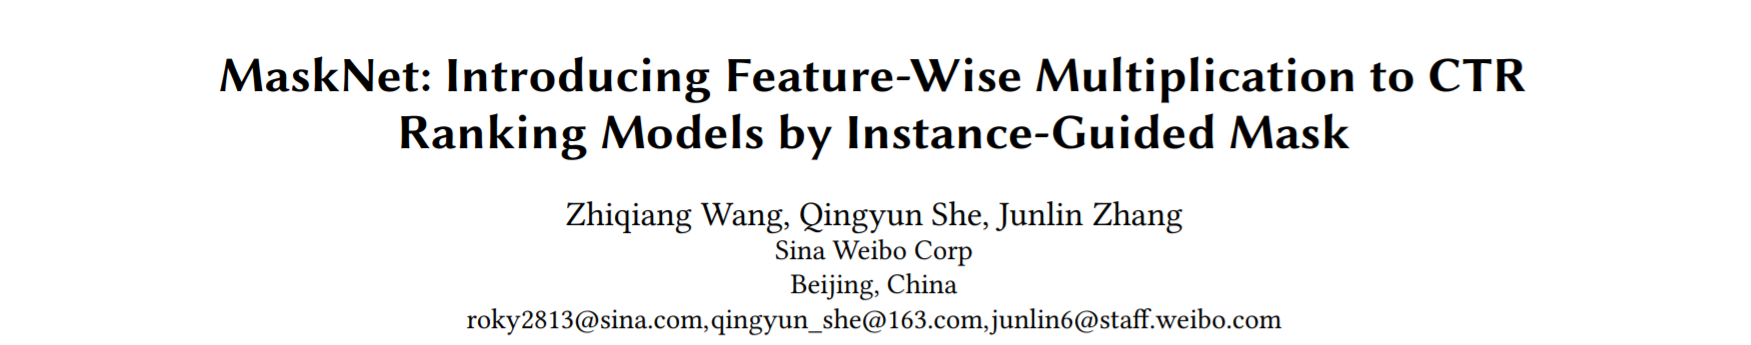 MaskNet: Introducing Feature-Wise Multiplication to CTR
Ranking Models by Instance-Guided Mask
Zhiqiang Wang, Qingyun She, Junlin Zhang
Sina Weibo Corp
Beijing, China
roky2813@sina.com,qingyun_she@163.com,junlin6@staff.weibo.com